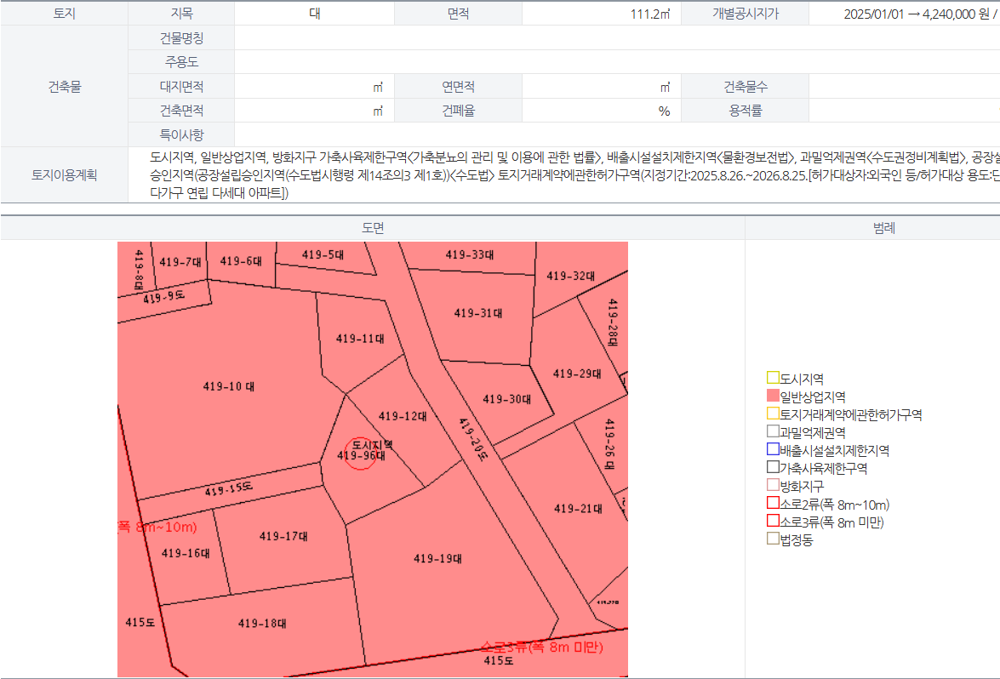 토지 지목 대 면적 111.2㎡ 개별공시지가 2025/01/01 → 4,240,000 원 /
건축물
건물명칭
주용도
대지면적 ㎡ 연면적 ㎡ 건축물수
건축면적 ㎡ 건폐율 % 용적률
특이사항
토지이용계획
도시지역, 일반상업지역, 방화지구 가축사육제한구역<가축분뇨의 관리 및 이용에 관한 법률>, 배출시설설치제한지역<물환경보전법>, 과밀억제권역<수도권정비계획법>, 공장설
승인지역(공장설립승인지역(수도법시행령 제14조의3 제1호))<수도법> 토지거래계약에관한허가구역(지정기간:2025.8.26.~2026.8.25.[허가대상자:외국인 등/허가대상 용도:단
다가구 연립 다세대 아파트])
도면 범례
419-8대
419-7대
419-6대
419-5대
419-33대
419-32대
419-9도
419-31대
419-28대
419-11대
419-29대
419-10 대
419-30대
419-12대
419-20도
419-26 대
도시지역
419-96대
419-15도
419-21대
(폭 8m~10m)
419-17대
419-16대
419-19대
415도
419-18대
소로3류(폭 8m 미만)
415도
도시지역
일반상업지역
토지거래계약에관한허가구역
과밀억제권역
배출시설설치제한지역
가축사육제한구역
방화지구
소로2류(폭 8m~10m)
소로3류(폭 8m 미만)
법정동